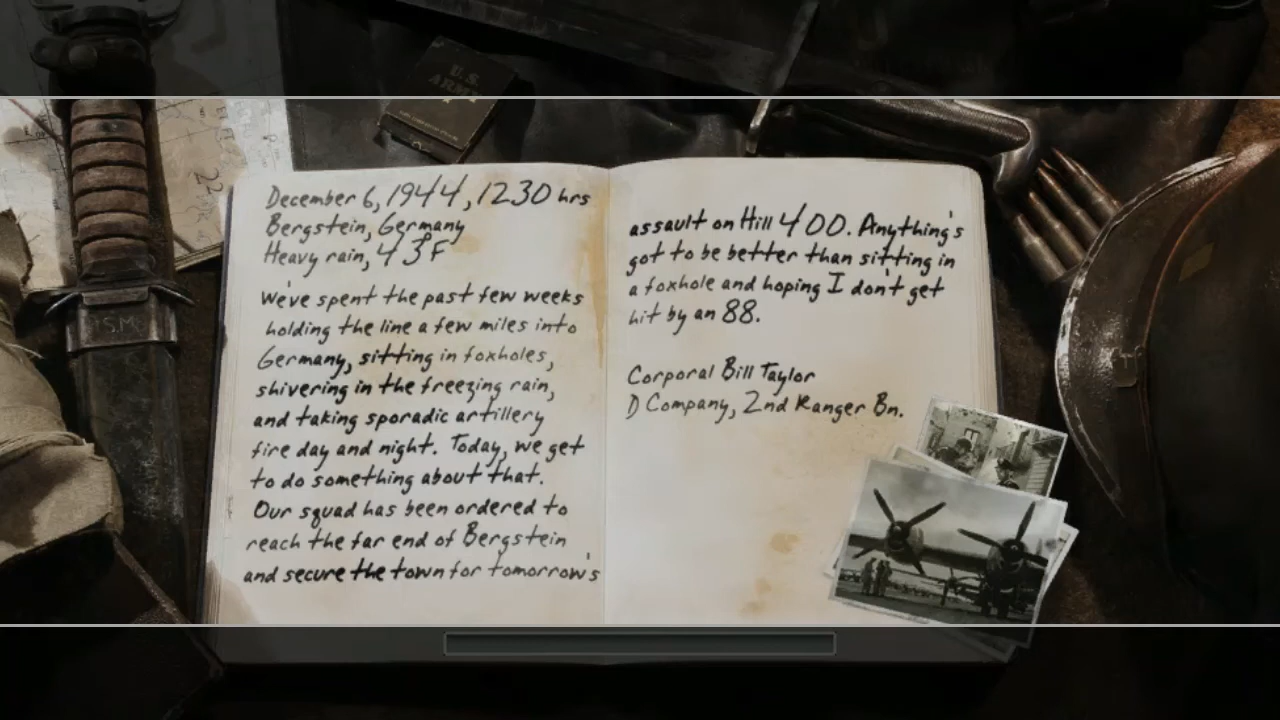 U.S.
ARMY
22
U.S.M
December 6, 1944, 1230 hrs
Bergstein, Germany
Heavy rain, 43°F
We've spent the past few weeks
holding the line a few miles into
Germany, sitting in foxholes,
shivering in the freezing rain,
and taking sporadic artillery
fire day and night. Today, we get
to do something about that.
Our squad has been ordered to
reach the far end of Bergstein
and secure the town for tomorrow's
assault on Hill 400. Anything's
got to be better than sitting in
a foxhole and hoping I don't get
hit by an 88.
Corporal Bill Taylor
D Company, 2nd Ranger Bn.